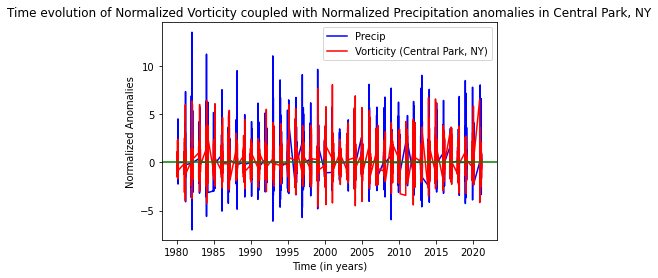 Time evolution of Normalized Vorticity coupled with Normalized Precipitation anomalies in Central Park, NY
Precip
Vorticity (Central Park, NY)
Normalized Anomalies
10
5
0
−5
1980 1985 1990 1995 2000 2005 2010 2015 2020
Time (in years)